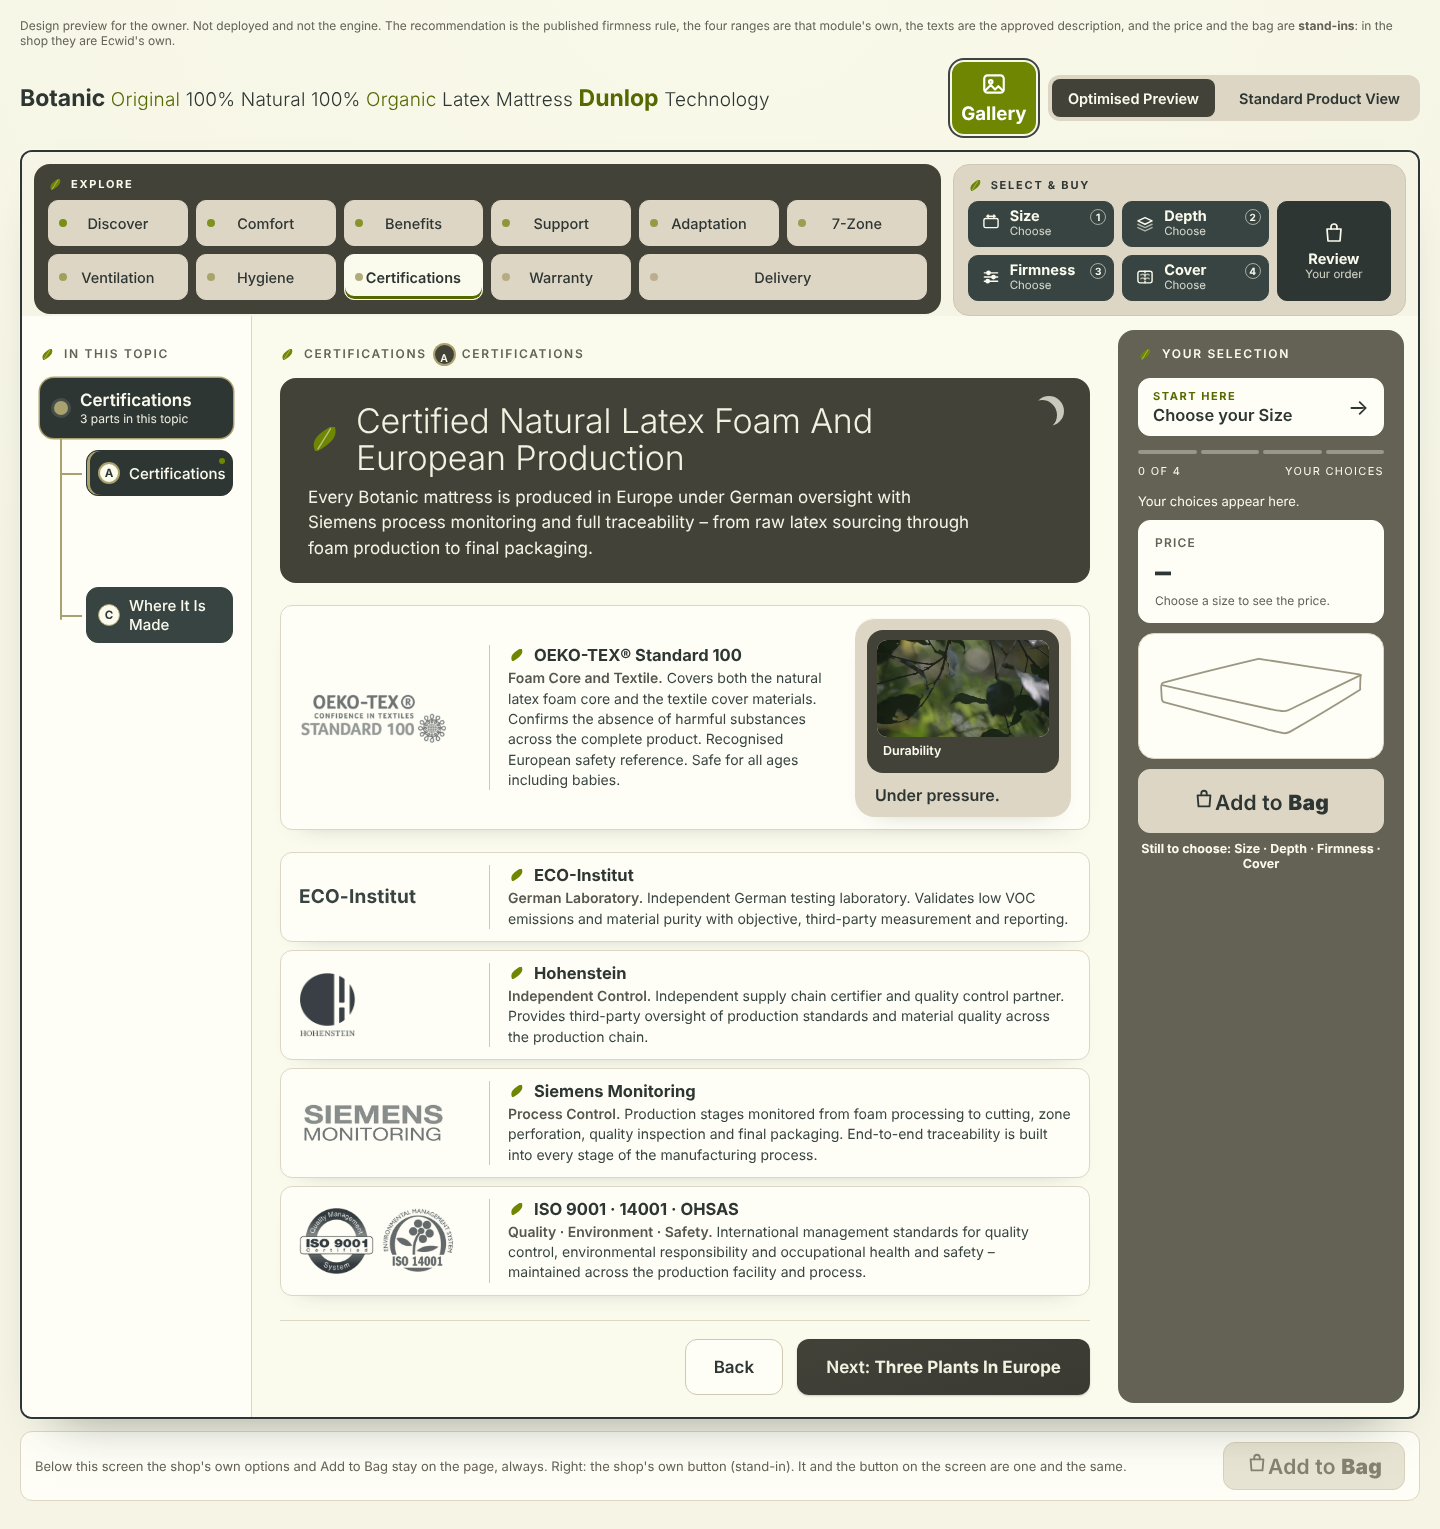 Design preview for the owner. Not deployed and not the engine. The recommendation is the published firmness rule, the four ranges are that module's own, the texts are the approved description, and the price and the bag are stand-ins: in the
shop they are Ecwid's own.
Botanic Original 100% Natural 100% Organic Latex Mattress Dunlop Technology
Gallery
Optimised Preview
Standard Product View
EXPLORE
Discover
Comfort
Benefits
Support
Adaptation
7-Zone
Ventilation
Hygiene
Certifications
Warranty
Delivery
SELECT & BUY
Size
Choose
1
Depth
Choose
2
Firmness
Choose
3
Cover
Choose
4
Review
Your order
IN THIS TOPIC
Certifications
3 parts in this topic
A
Certifications
C
Where It Is
Made
CERTIFICATIONS A CERTIFICATIONS
Certified Natural Latex Foam And
European Production
Every Botanic mattress is produced in Europe under German oversight with
Siemens process monitoring and full traceability – from raw latex sourcing through
foam production to final packaging.
OEKO-TEX®
CONFIDENCE IN TEXTILES
STANDARD 100
OEKO-TEX® Standard 100
Foam Core and Textile. Covers both the natural
latex foam core and the textile cover materials.
Confirms the absence of harmful substances
across the complete product. Recognised
European safety reference. Safe for all ages
including babies.
Durability
Under pressure.
ECO-Institut
ECO-Institut
German Laboratory. Independent German testing laboratory. Validates low VOC
emissions and material purity with objective, third-party measurement and reporting.
HOHENSTEIN
Hohenstein
Independent Control. Independent supply chain certifier and quality control partner.
Provides third-party oversight of production standards and material quality across
the production chain.
SIEMENS
MONITORING
Siemens Monitoring
Process Control. Production stages monitored from foam processing to cutting, zone
perforation, quality inspection and final packaging. End-to-end traceability is built
into every stage of the manufacturing process.
Quality Management
ISO 9001
Certified
System
ENVIRONMENTAL MANAGEMENT SYSTEM
ISO 14001
ISO 9001 · 14001 · OHSAS
Quality · Environment · Safety. International management standards for quality
control, environmental responsibility and occupational health and safety –
maintained across the production facility and process.
Back
Next: Three Plants In Europe
YOUR SELECTION
START HERE
Choose your Size
0 OF 4
YOUR CHOICES
Your choices appear here.
PRICE
–
Choose a size to see the price.
Add to Bag
Still to choose: Size · Depth · Firmness ·
Cover
Below this screen the shop's own options and Add to Bag stay on the page, always. Right: the shop's own button (stand-in). It and the button on the screen are one and the same.
Add to Bag